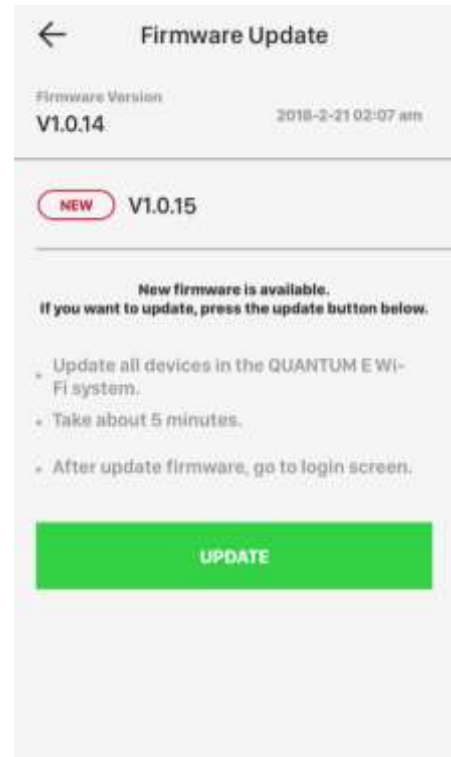 Firmware Update
Firmware Version
V1.0.14
2018-2-21 02:07 am
NEW
V1.0.15
New firmware is available.
If you want to update, press the update button below.
Update all devices in the QUANTUM E Wi-
Fi system.
Take about 5 minutes.
After update firmware, go to login screen.
UPDATE